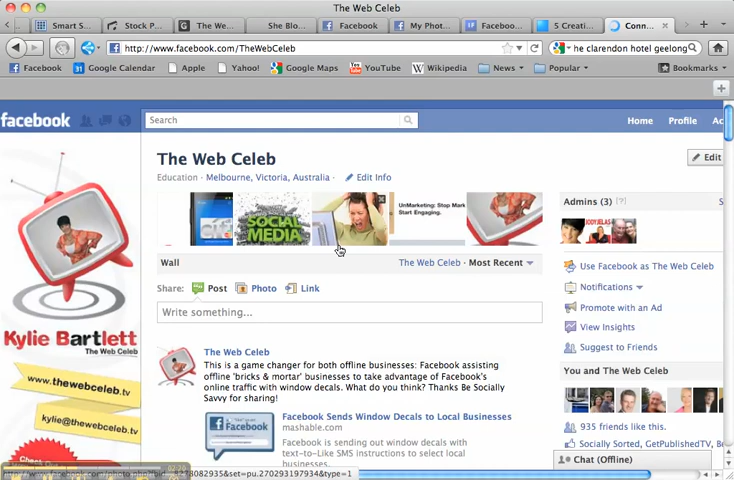 The Web Celeb
Smart S...
Stock P...
The We...
She Blo...
Facebook
My Phot...
Facebook...
5 Creati...
Conn...
http://www.facebook.com/TheWebCeleb
he clarendon hotel geelong
Facebook
Google Calendar
Apple
Yahoo!
Google Maps
YouTube
Wikipedia
News
Popular
Bookmarks
facebook
Search
Home Profile Ac
The Web Celeb
Edit
Education · Melbourne, Victoria, Australia · Edit Info
SOCIAL
MEDIA
UnMarketing: Stop Mark
Start Engaging.
Admins (3) [?]
Wall
The Web Celeb · Most Recent
Use Facebook as The Web Celeb
Notifications
Promote with an Ad
View Insights
Suggest to Friends
Share: Post Photo Link
Write something...
Kylie Bartlett
The Web Celeb
www.thewebceleb.tv
kylie@thewebceleb.tv
The Web Celeb
This is a game changer for both offline businesses: Facebook assisting
offline 'bricks & mortar' businesses to take advantage of Facebook's
online traffic with window decals. What do you think? Thanks Be Socially
Savvy for sharing!
Facebook Sends Window Decals to Local Businesses
mashable.com
Facebook is sending out window decals with
text-to-Like SMS instructions to select local
businesses.
Facebook
You and The Web Celeb
935 friends like this.
Socially Sorted, GetPublishedTV,
Chat (Offline)